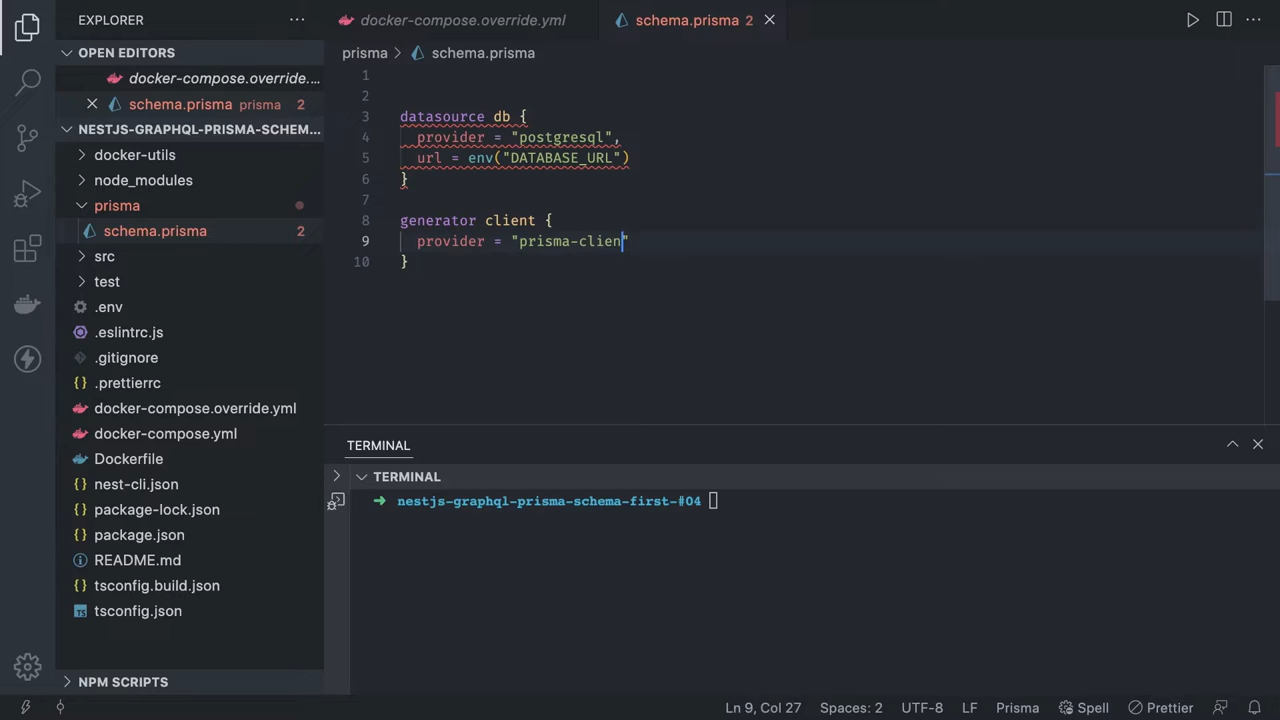 EXPLORER
OPEN EDITORS
docker-compose.override....
schema.prisma prisma 2
NESTJS-GRAPHQL-PRISMA-SCHEM...
docker-utils
node_modules
prisma
schema.prisma 2
src
test
.env
.eslintrc.js
.gitignore
.prettierrc
docker-compose.override.yml
docker-compose.yml
Dockerfile
nest-cli.json
package-lock.json
package.json
README.md
tsconfig.build.json
tsconfig.json
NPM SCRIPTS
docker-compose.override.yml
schema.prisma 2
prisma > schema.prisma
1
2
3 datasource db {
4 provider = "postgresql",
5 url = env("DATABASE_URL")
6 }
7
8 generator client {
9 provider = "prisma-clien"
10 }
TERMINAL
TERMINAL
nestjs-graphql-prisma-schema-first-#04
Ln 9, Col 27 Spaces: 2 UTF-8 LF Prisma Spell Prettier